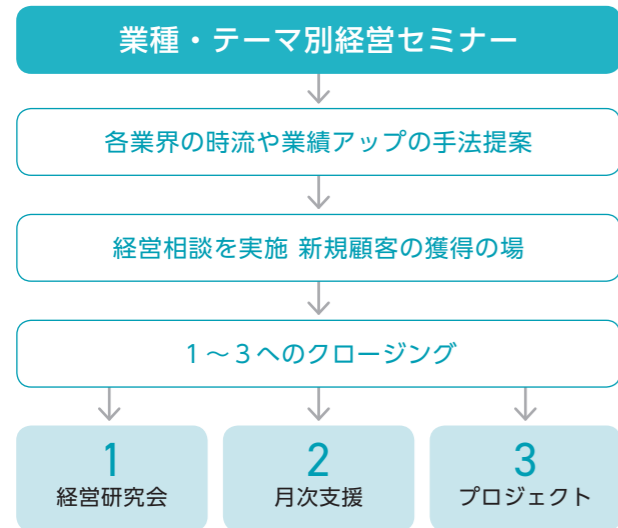 業種・テーマ別経営セミナー
各業界の時流や業績アップの手法提案
経営相談を実施 新規顧客の獲得の場
1～3へのクロージング
1
経営研究会
2
月次支援
3
プロジェクト